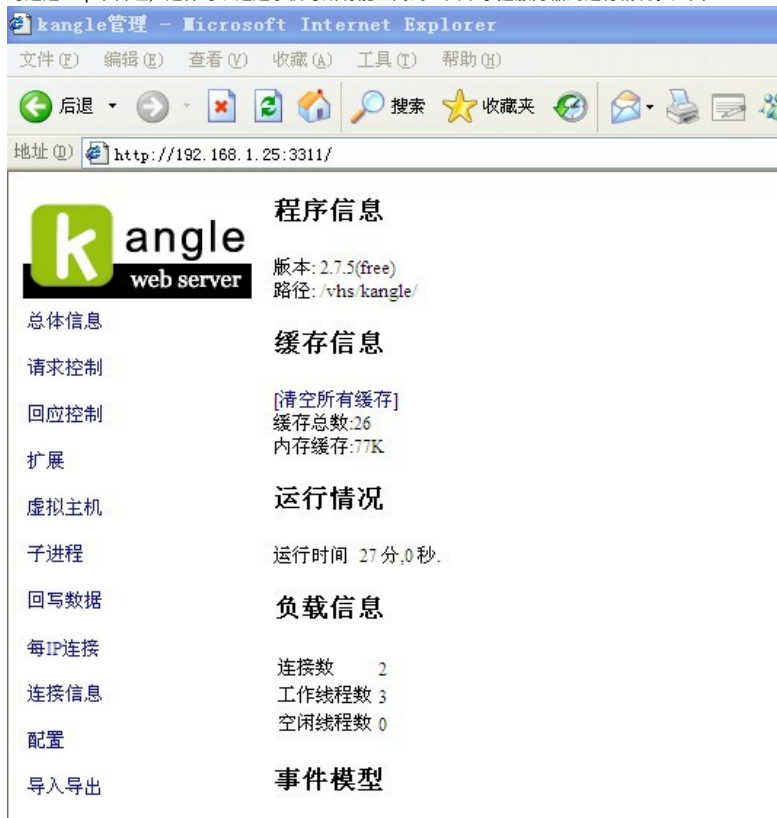 kangle管理 - Microsoft Internet Explorer
文件(F) 编辑(E) 查看(V) 收藏(A) 工具(T) 帮助(H)
后退 搜索 收藏夹
地址(D) http://192.168.1.25:3311/
k angle
web server
总体信息
请求控制
回应控制
扩展
虚拟主机
子进程
回写数据
每IP连接
连接信息
配置
导入导出
程序信息
版本: 2.7.5(free)
路径: /vhs/kangle/
缓存信息
[清空所有缓存]
缓存总数:26
内存缓存:77K
运行情况
运行时间 27分,0秒.
负载信息
连接数 2
工作线程数 3
空闲线程数 0
事件模型